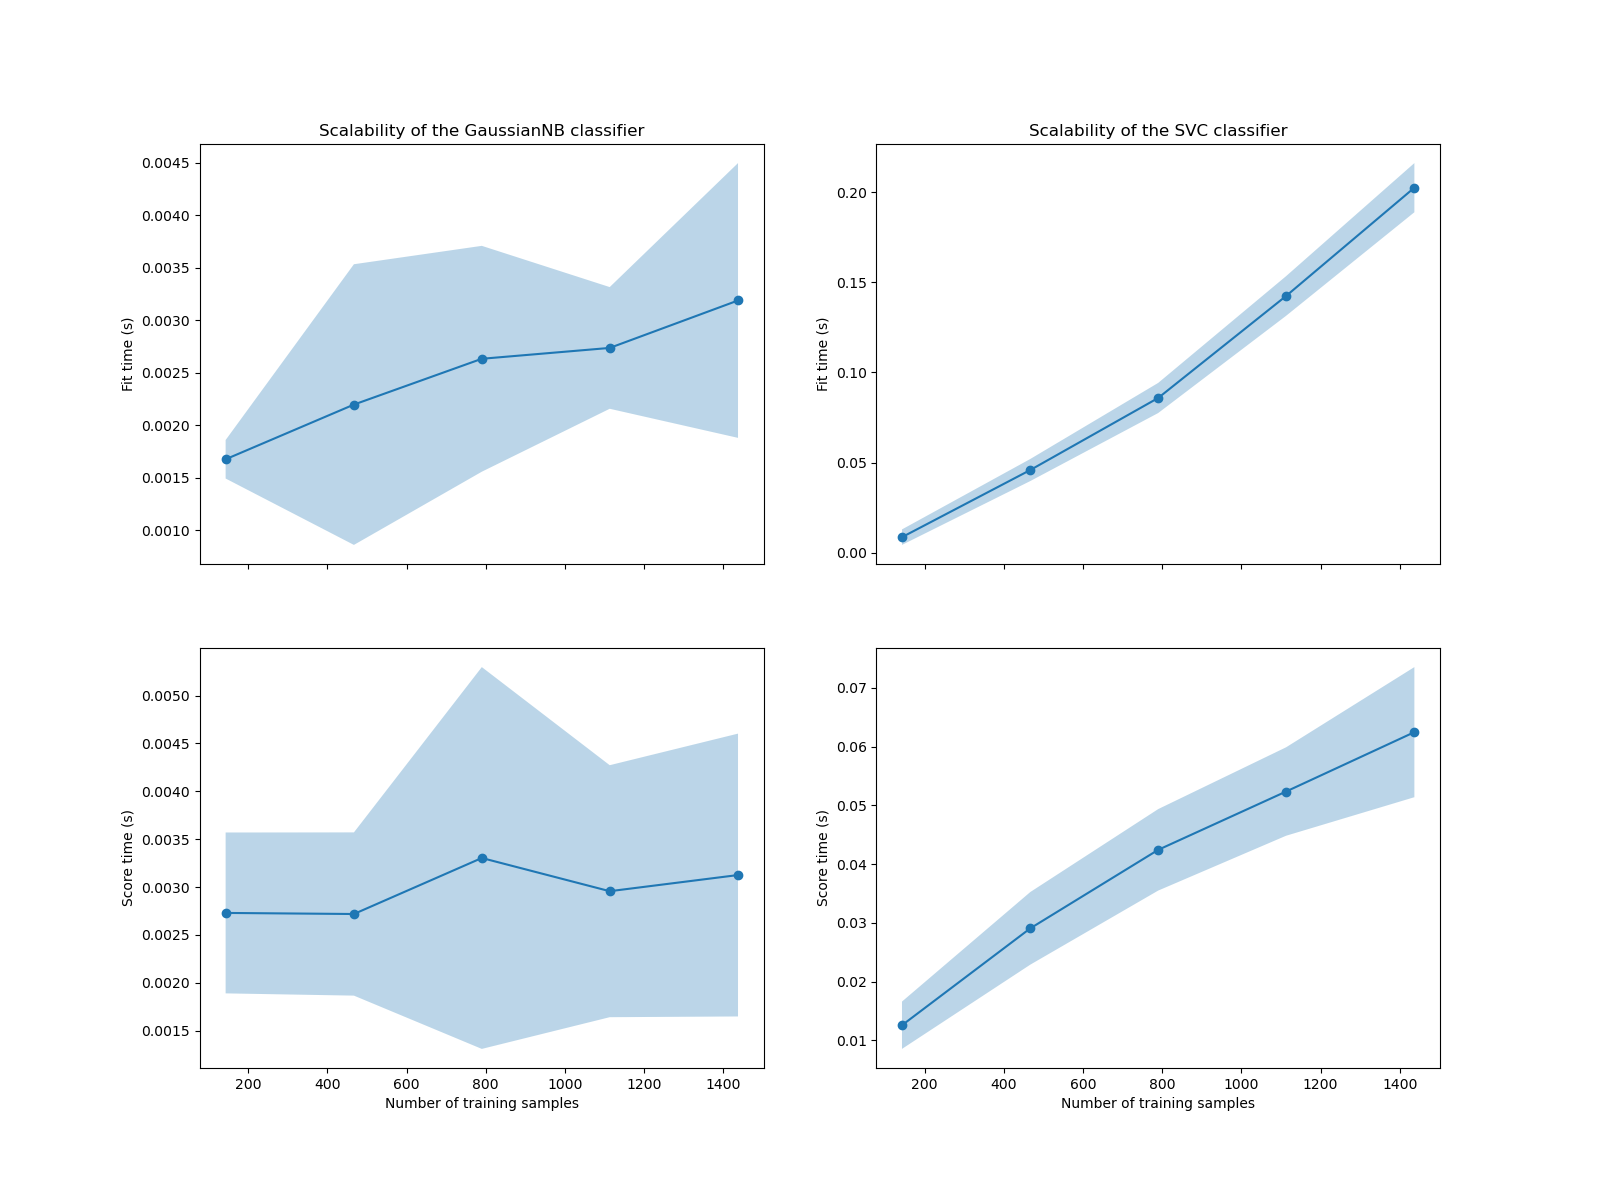 Scalability of the GaussianNB classifier
Fit time (s)
0.0045
0.0040
0.0035
0.0030
0.0025
0.0020
0.0015
0.0010
Scalability of the SVC classifier
Fit time (s)
0.20
0.15
0.10
0.05
0.00
Score time (s)
0.0050
0.0045
0.0040
0.0035
0.0030
0.0025
0.0020
0.0015
200 400 600 800 1000 1200 1400
Number of training samples
Score time (s)
0.07
0.06
0.05
0.04
0.03
0.02
0.01
200 400 600 800 1000 1200 1400
Number of training samples